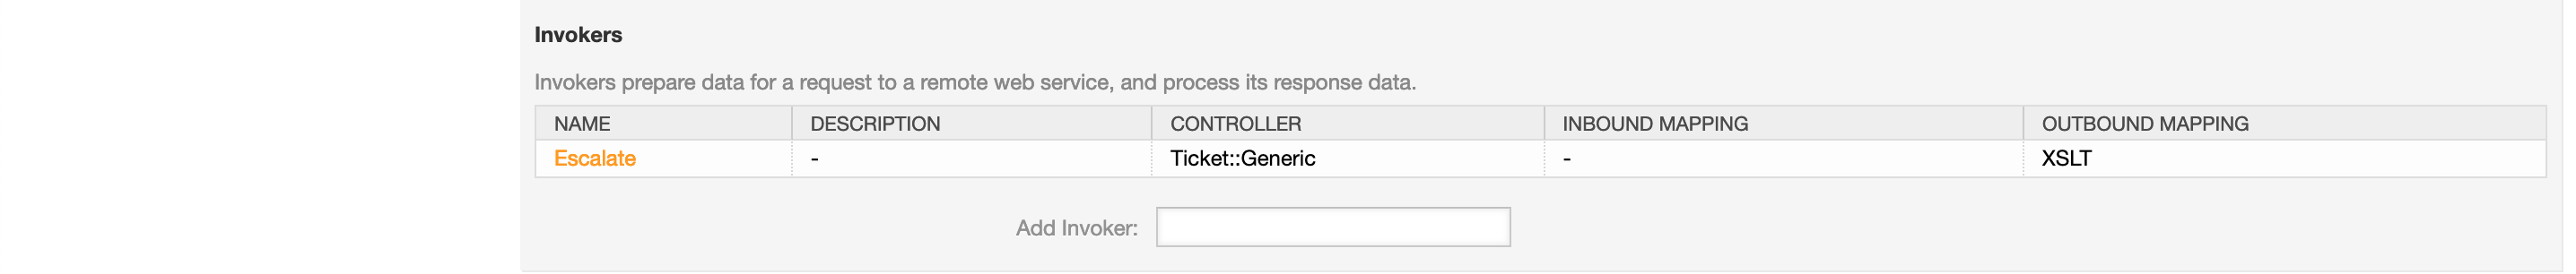 Invokers
Invokers prepare data for a request to a remote web service, and process its response data.
NAME DESCRIPTION CONTROLLER INBOUND MAPPING OUTBOUND MAPPING
Escalate - Ticket::Generic - XSLT
Add Invoker: